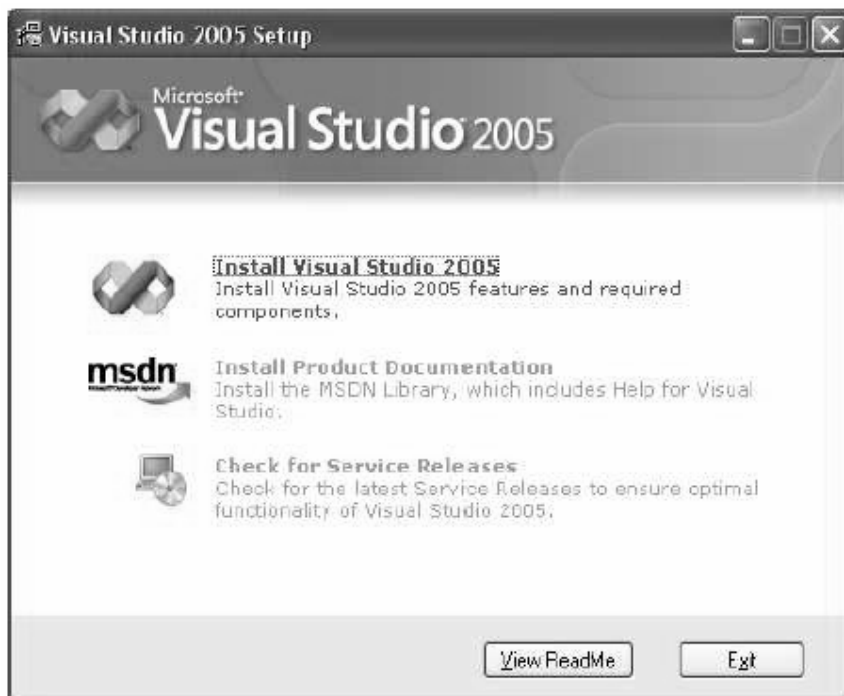 Visual Studio 2005 Setup
Microsoft
Visual Studio 2005
Install Visual Studio 2005
Install Visual Studio 2005 features and required
components.
msdn
Install Product Documentation
Install the MSDN Library, which includes Help for Visual
Studio.
Check for Service Releases
Check for the latest Service Releases to ensure optimal
functionality of Visual Studio 2005.
View ReadMe
Exit